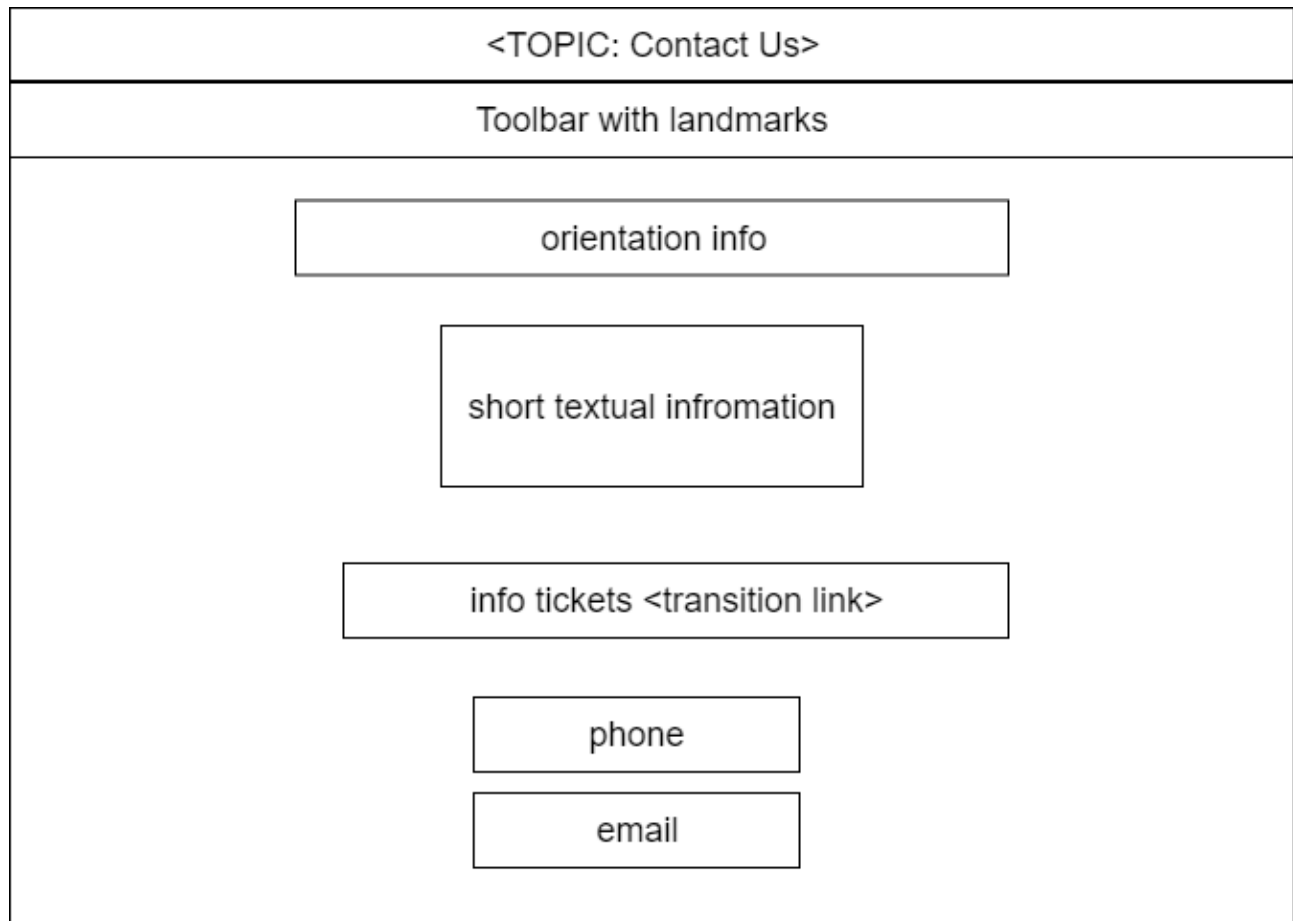 <TOPIC: Contact Us>
Toolbar with landmarks
orientation info
short textual infromation
info tickets <transition link>
phone
email